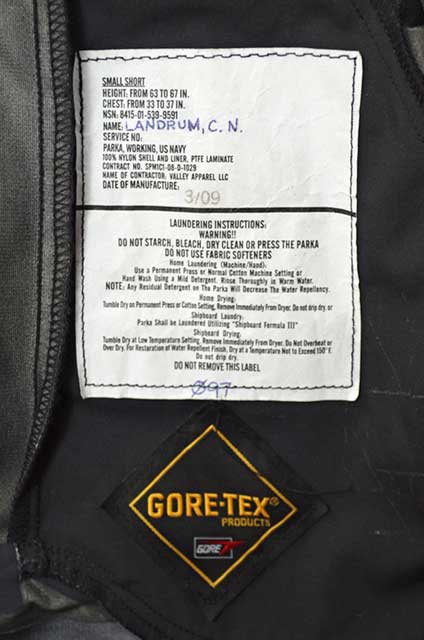 SMALL SHORT
HEIGHT: FROM 63 TO 67 IN.
CHEST: FROM 33 TO 37 IN.
NSN: 8415-01-539-9591
NAME: LANDRUM, C. N.
SERVICE NO:
PARKA, WORKING, US NAVY
100% NYLON SHELL AND LINER, PTFE LAMINATE
CONTRACT NO. SPM1C1-08-D-1029
NAME OF CONTRACTOR: VALLEY APPAREL LLC
DATE OF MANUFACTURE:
3/09
LAUNDERING INSTRUCTIONS:
WARNING!!
DO NOT STARCH, BLEACH, DRY CLEAN OR PRESS THE PARKA
DO NOT USE FABRIC SOFTENERS
Home Laundering (Machine/Hand):
Use a Permanent Press or Normal Cotton Machine Setting or
Hand Wash Using a Mild Detergent. Rinse Thoroughly in Warm Water.
NOTE: Any Residual Detergent on The Parka Will Decrease The Water Repellency.
Home Drying:
Tumble Dry on Permanent Press or Cotton Setting, Remove Immediately From Dryer. Do not drip dry. or
Shipboard Laundry:
Parka Shall be Laundered Utilizing "Shipboard Formula III"
Shipboard Drying:
Tumble Dry at Low Temperature Setting, Remove Immediately From Dryer. Do Not Overheat or
Over Dry. For Restoration of Water Repellent Finish, Dry at a Temperature Not to Exceed 150°F.
Do not drip dry.
DO NOT REMOVE THIS LABEL
Ø97
GORE-TEX®
PRODUCTS
GORE